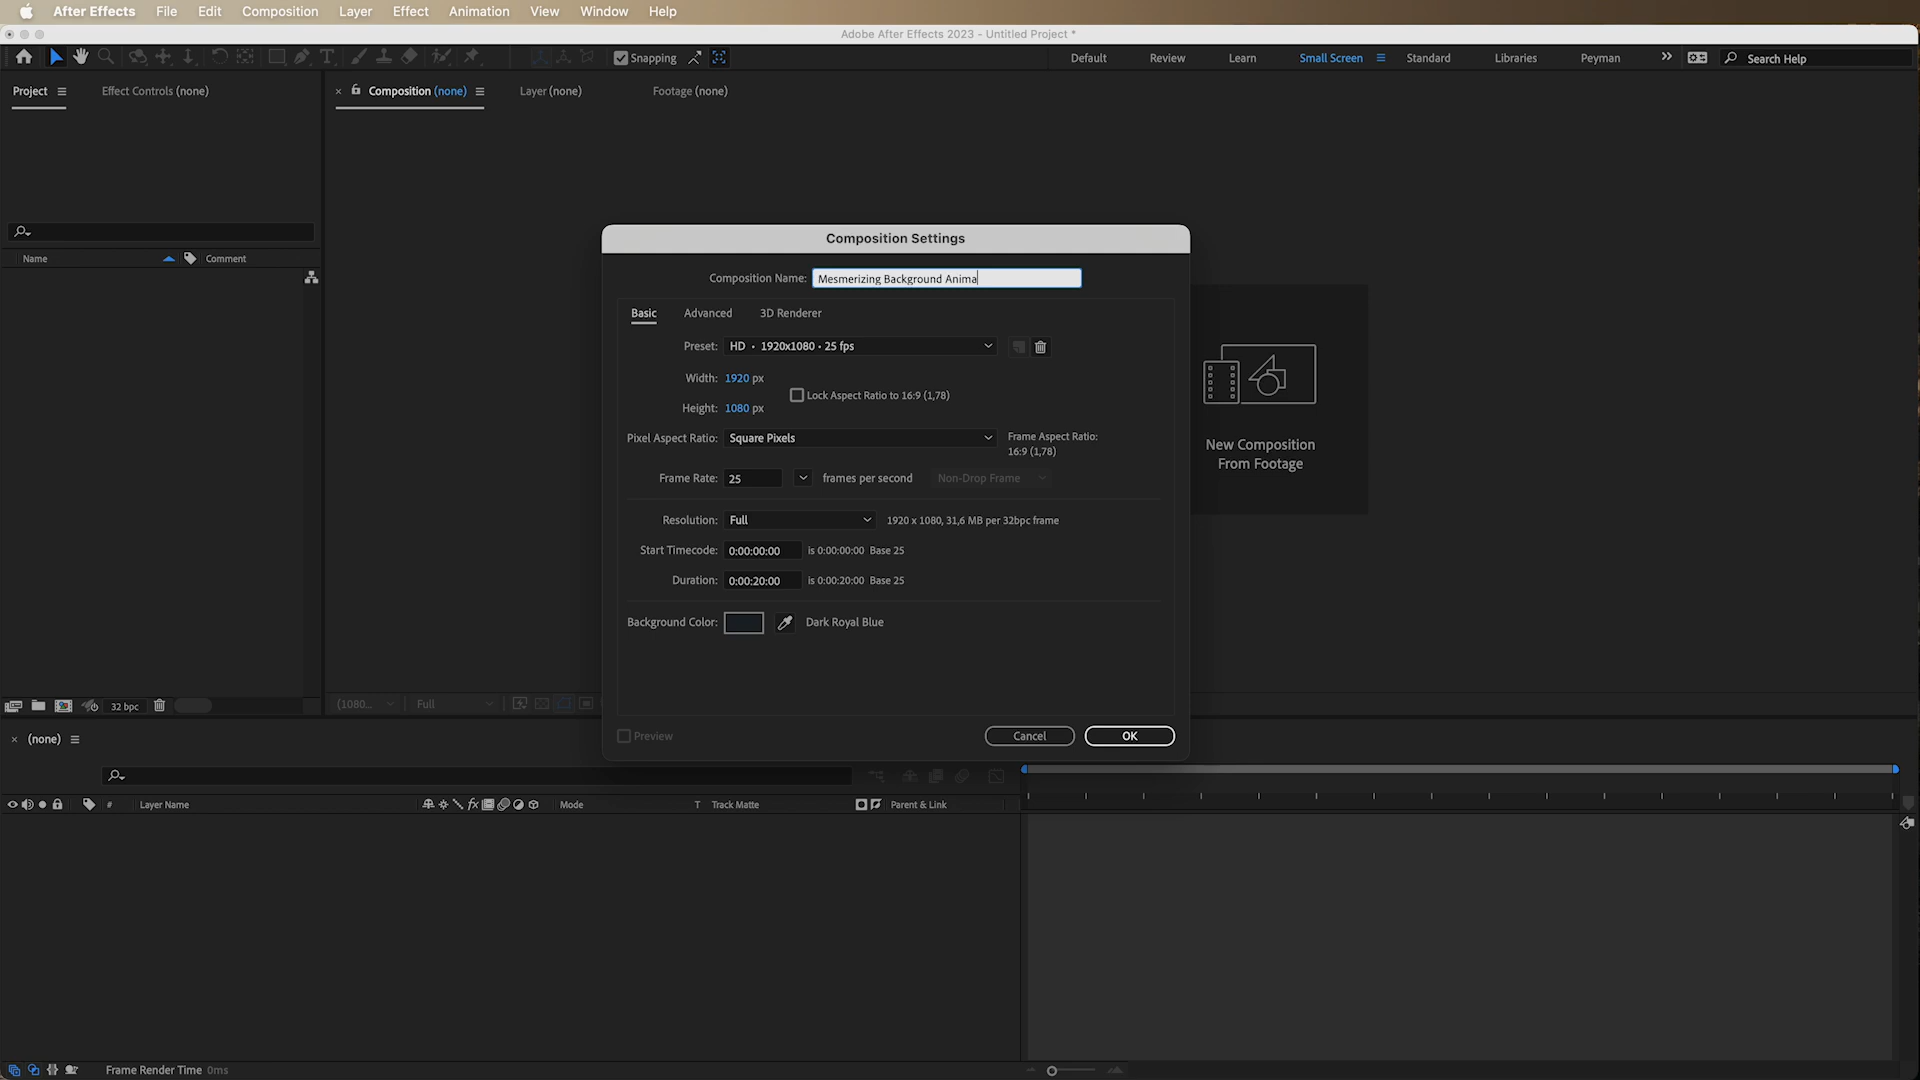 After Effects File Edit Composition Layer Effect Animation View Window Help
Adobe After Effects 2023 - Untitled Project *
Snapping Default Review Learn Small Screen Standard Libraries Peyman Search Help
Project Effect Controls (none) Composition (none) Layer (none) Footage (none)
Name Comment
Composition Settings
Composition Name: Mesmerizing Background Anima
Basic Advanced 3D Renderer
Preset: HD • 1920x1080 • 25 fps
Width: 1920 px
Lock Aspect Ratio to 16:9 (1,78)
Height: 1080 px
Pixel Aspect Ratio: Square Pixels
Frame Aspect Ratio:
16:9 (1,78)
Frame Rate: 25 frames per second Non-Drop Frame
Resolution: Full 1920 x 1080, 31,6 MB per 32bpc frame
Start Timecode: 0:00:00:00 is 0:00:00:00 Base 25
Duration: 0:00:20:00 is 0:00:20:00 Base 25
Background Color: Dark Royal Blue
Preview Cancel OK
New Composition
From Footage
32 bpc
(1080... Full
(none)
# Layer Name fx Mode T Track Matte Parent & Link
Frame Render Time 0ms